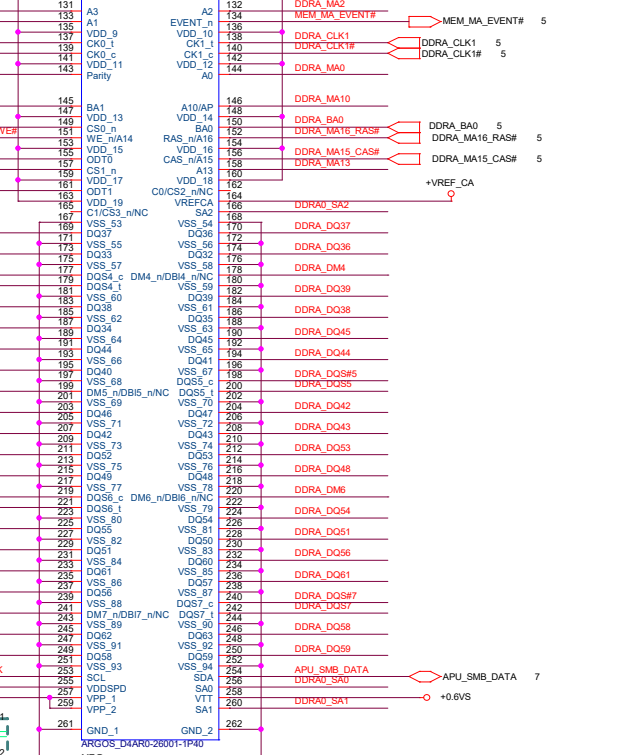 131 A3 A2 132 DDRA_MA2
133 A1 EVENT_n 134 MEM_MA_EVENT# MEM_MA_EVENT# 5
135 VDD_9 VDD_10 136
137 CK0_t CK1_t 138 DDRA_CLK1 DDRA_CLK1 5
139 CK0_c CK1_c 140 DDRA_CLK1# DDRA_CLK1# 5
141 VDD_11 VDD_12 142
143 Parity A0 144 DDRA_MA0
145 BA1 A10/AP 146 DDRA_MA10
147 VDD_13 VDD_14 148
149 CS0_n BA0 150 DDRA_BA0 DDRA_BA0 5
WE# 151 WE_n/A14 RAS_n/A16 152 DDRA_MA16_RAS# DDRA_MA16_RAS# 5
153 VDD_15 VDD_16 154
155 ODT0 CAS_n/A15 156 DDRA_MA15_CAS# DDRA_MA15_CAS# 5
157 CS1_n A13 158 DDRA_MA13
159 VDD_17 VDD_18 160
161 ODT1 C0/CS2_n/NC 162
163 VDD_19 VREFCA 164 +VREF_CA
165 C1/CS3_n/NC SA2 166 DDRA0_SA2
167 VSS_53 VSS_54 168
169 DQ37 DQ36 170 DDRA_DQ37
171 VSS_55 VSS_56 172
173 DQ33 DQ32 174 DDRA_DQ36
175 VSS_57 VSS_58 176
177 DQS4_c DM4_n/DBI4_n/NC 178 DDRA_DM4
179 DQS4_t VSS_59 180
181 VSS_60 DQ39 182 DDRA_DQ39
183 DQ38 VSS_61 184
185 VSS_62 DQ35 186 DDRA_DQ38
187 DQ34 VSS_63 188
189 VSS_64 DQ45 190 DDRA_DQ45
191 DQ44 VSS_65 192
193 VSS_66 DQ41 194 DDRA_DQ44
195 DQ40 VSS_67 196
197 VSS_68 DQS5_c 198 DDRA_DQS#5
199 DM5_n/DBI5_n/NC DQS5_t 200 DDRA_DQS5
201 VSS_69 VSS_70 202
203 DQ46 DQ47 204 DDRA_DQ42
205 VSS_71 VSS_72 206
207 DQ42 DQ43 208 DDRA_DQ43
209 VSS_73 VSS_74 210
211 DQ52 DQ53 212 DDRA_DQ53
213 VSS_75 VSS_76 214
215 DQ49 DQ48 216 DDRA_DQ48
217 VSS_77 VSS_78 218
219 DQS6_c DM6_n/DBI6_n/NC 220 DDRA_DM6
221 DQS6_t VSS_79 222
223 VSS_80 DQ54 224 DDRA_DQ54
225 DQ55 VSS_81 226
227 VSS_82 DQ50 228 DDRA_DQ51
229 DQ51 VSS_83 230
231 VSS_84 DQ60 232 DDRA_DQ56
233 DQ61 VSS_85 234
235 VSS_86 DQ57 236 DDRA_DQ61
237 DQ56 VSS_87 238
239 VSS_88 DQS7_c 240 DDRA_DQS#7
241 DM7_n/DBI7_n/NC DQS7_t 242 DDRA_DQS7
243 VSS_89 VSS_90 244
245 DQ62 DQ63 246 DDRA_DQ58
247 VSS_91 VSS_92 248
249 DQ58 DQ59 250 DDRA_DQ59
251 VSS_93 VSS_94 252
253 SCL SDA 254 APU_SMB_DATA APU_SMB_DATA 7
255 VDDSPD SA0 256 DDRA0_SA0
257 VPP_1 VTT 258 +0.6VS
259 VPP_2 SA1 260 DDRA0_SA1
261 GND_1 GND_2 262
ARGOS_D4AR0-26001-1P40